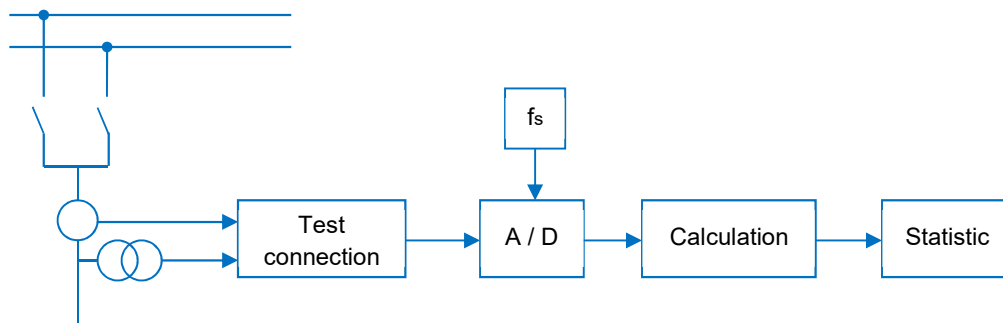 fs
Test
connection
A / D
Calculation
Statistic